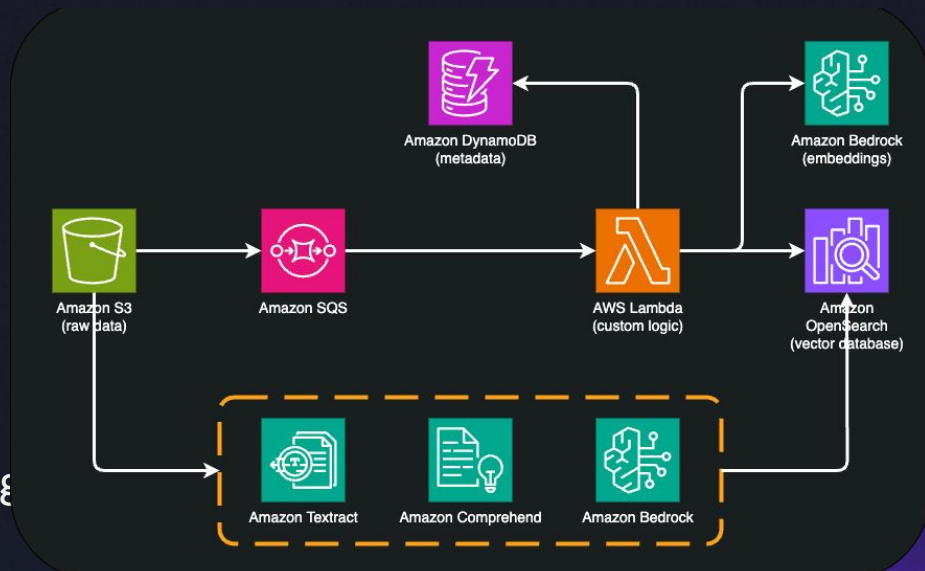 Amazon DynamoDB
(metadata)
Amazon Bedrock
(embeddings)
Amazon S3
(raw data)
Amazon SQS
AWS Lambda
(custom logic)
Amazon
OpenSearch
(vector database)
g
Amazon Textract
Amazon Comprehend
Amazon Bedrock